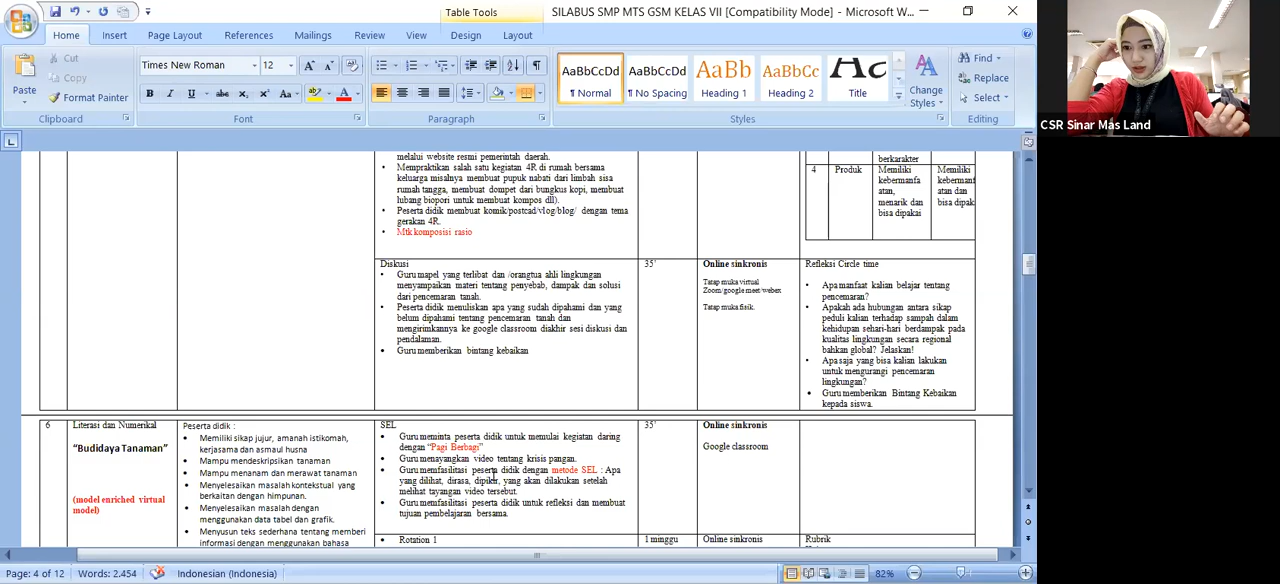 Table Tools
SILABUS SMP MTS GSM KELAS VII [Compatibility Mode] - Microsoft W...
Home Insert Page Layout References Mailings Review View Design Layout
Paste
Cut
Copy
Format Painter
Clipboard
Times New Roman 12
Font
Paragraph
AaBbCcDd AaBbCcDd AaBb AaBbCc Ac
¶ Normal ¶ No Spacing Heading 1 Heading 2 Title
Change Styles
Styles
Find
Replace
Select
Editing
CSR Sinar Mas Land
melalui website resmi pemerintah daerah.
• Mempraktikan salah satu kegiatan 4R di rumah bersama
keluarga misalnya membuat pupuk nabati dari limbah sisa
rumah tangga, membuat dompet dari bungkus kopi, membuat
lubang biopori untuk membuat kompos dll).
• Peserta didik membuat komik/postcad/vlog/blog/ dengan tema
gerakan 4R.
• Mtk komposisi rasio
berkarakter
4 Produk Memiliki Memiliki
kebermanfa kebermanf
atan, atan dan
menarik dan bisa dipak
bisa dipakai
Diskusi
• Guru mapel yang terlibat dan /orangtua ahli lingkungan
menyampaikan materi tentang penyebab, dampak dan solusi
dari pencemaran tanah.
• Peserta didik menuliskan apa yang sudah dipahami dan yang
belum dipahami tentang pencemaran tanah dan
mengirimkannya ke google classroom diakhir sesi diskusi dan
pendalaman.
• Guru memberikan bintang kebaikan
35’
Online sinkronis
Tatap muka virtual
Zoom/google meet/webex
Tatap muka fisik.
Refleksi Circle time
• Apa manfaat kalian belajar tentang
pencemaran?
• Apakah ada hubungan antara sikap
peduli kalian terhadap sampah dalam
kehidupan sehari-hari berdampak pada
kualitas lingkungan secara regional
bahkan global? Jelaskan!
• Apa saja yang bisa kalian lakukan
untuk mengurangi pencemaran
lingkungan?
• Guru memberikan Bintang Kebaikan
kepada siswa.
6
Literasi dan Numerikal
“Budidaya Tanaman”
(model enriched virtual
model)
Peserta didik :
• Memiliki sikap jujur, amanah istikomah,
kerjasama dan asmaul husna
• Mampu mendeskripsikan tanaman
• Mampu menanam dan merawat tanaman
• Menyelesaikan masalah kontekstual yang
berkaitan dengan himpunan.
• Menyelesaikan masalah dengan
menggunakan data tabel dan grafik.
• Menyusun teks sederhana tentang memberi
informasi dengan menggunakan bahasa
SEL
• Guru meminta peserta didik untuk memulai kegiatan daring
dengan “Pagi Berbagi”
• Guru menayangkan video tentang krisis pangan.
• Guru memfasilitasi peserta didik dengan metode SEL : Apa
yang dilihat, dirasa, dipikir, yang akan dilakukan setelah
melihat tayangan video tersebut.
• Guru memfasilitasi peserta didik untuk refleksi dan membuat
tujuan pembelajaran bersama.
35’
Online sinkronis
Google classroom
• Rotation 1
1 minggu
Online sinkronis
Rubrik
Page: 4 of 12 Words: 2.454 Indonesian (Indonesia) 82%